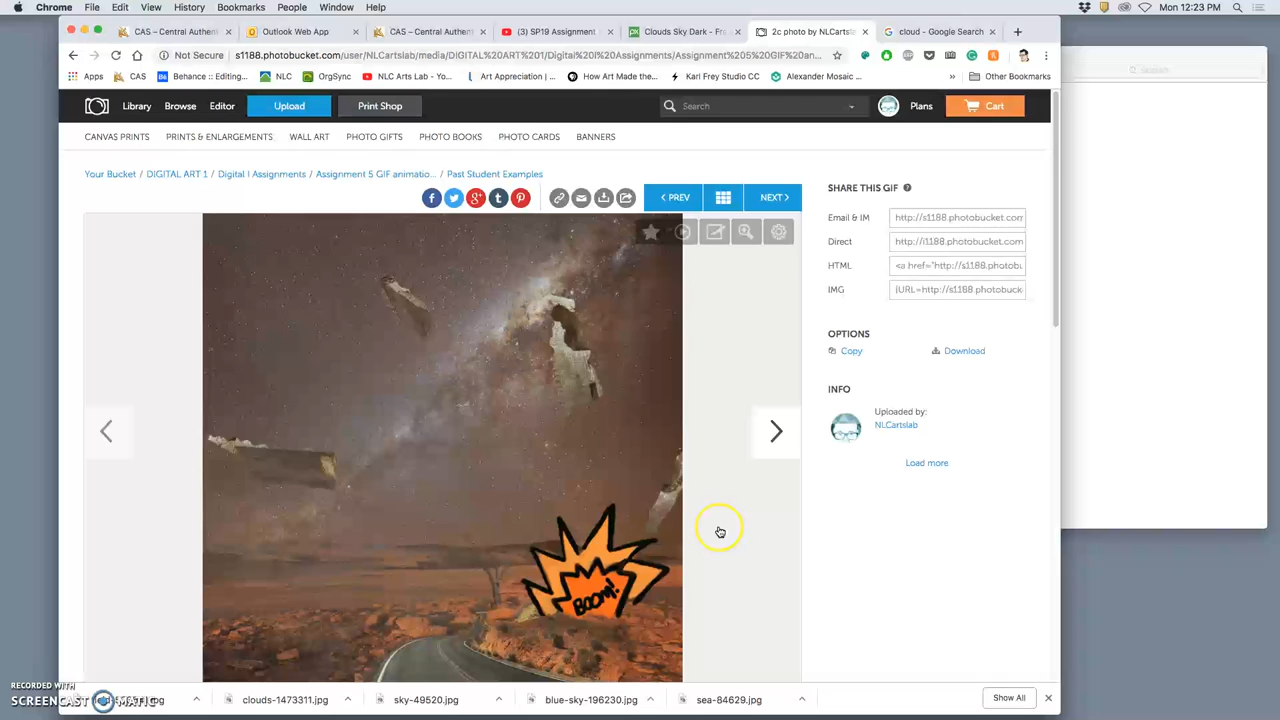 Chrome File Edit View History Bookmarks People Window Help
Mon 12:23 PM
CAS – Central Authen
Outlook Web App
CAS – Central Authen
(3) SP19 Assignment
Clouds Sky Dark - Fre
2c photo by NLCartslab
cloud - Google Search
Not Secure s1188.photobucket.com/user/NLCartslab/media/DIGITAL%20ART%201/Digital%20I%20Assignments/Assignment%205%20GIF%20an...
Apps CAS Behance :: Editing... NLC OrgSync NLC Arts Lab - You... Art Appreciation |... How Art Made the... Karl Frey Studio CC Alexander Mosaic ... » Other Bookmarks
Library Browse Editor Upload Print Shop Search Plans Cart
CANVAS PRINTS PRINTS & ENLARGEMENTS WALL ART PHOTO GIFTS PHOTO BOOKS PHOTO CARDS BANNERS
Your Bucket / DIGITAL ART 1 / Digital I Assignments / Assignment 5 GIF animatio... / Past Student Examples
PREV NEXT
SHARE THIS GIF
Email & IM http://s1188.photobucket.com
Direct http://i1188.photobucket.com
HTML <a href="http://s1188.photobu
IMG [URL=http://s1188.photobuck
OPTIONS
Copy Download
INFO
Uploaded by:
NLCartslab
Load more
BOOM!
RECORDED WITH
SCREENCAST MATIC
clouds-1473311.jpg
sky-49520.jpg
blue-sky-196230.jpg
sea-84629.jpg
Show All